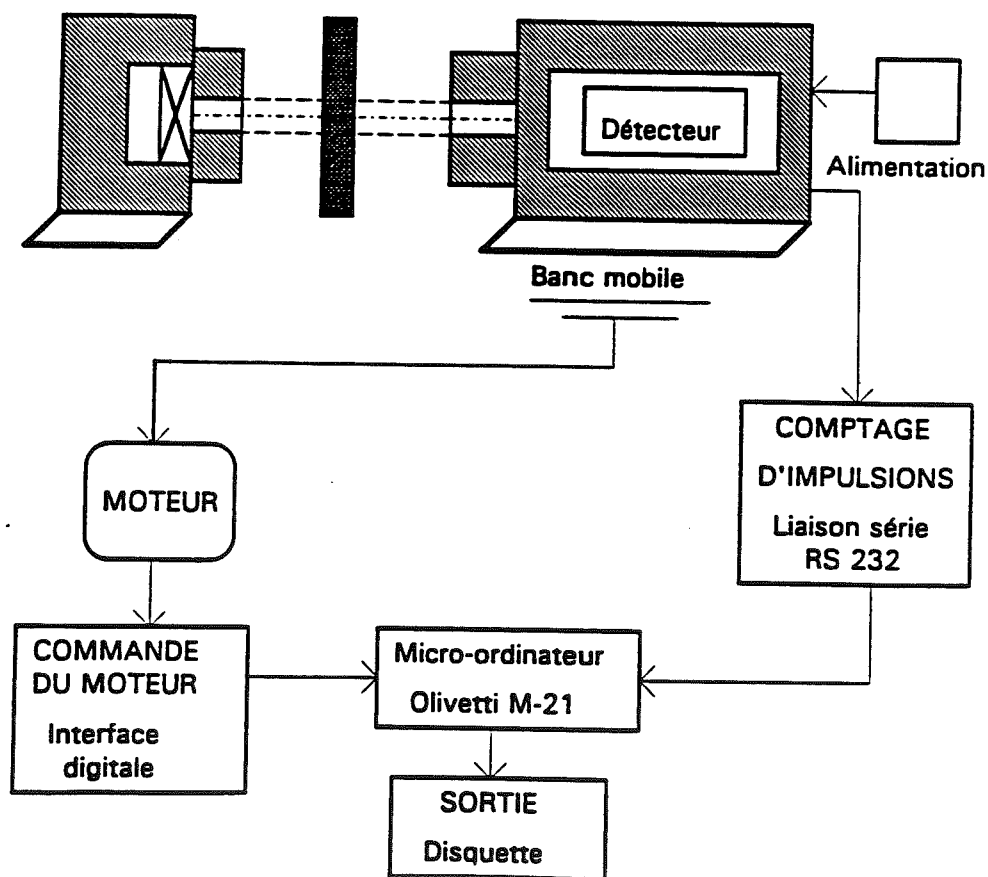 Détecteur
Alimentation
Banc mobile
MOTEUR
COMPTAGE
D'IMPULSIONS
Liaison série
RS 232
COMMANDE
DU MOTEUR
Interface
digitale
Micro-ordinateur
Olivetti M-21
SORTIE
Disquette